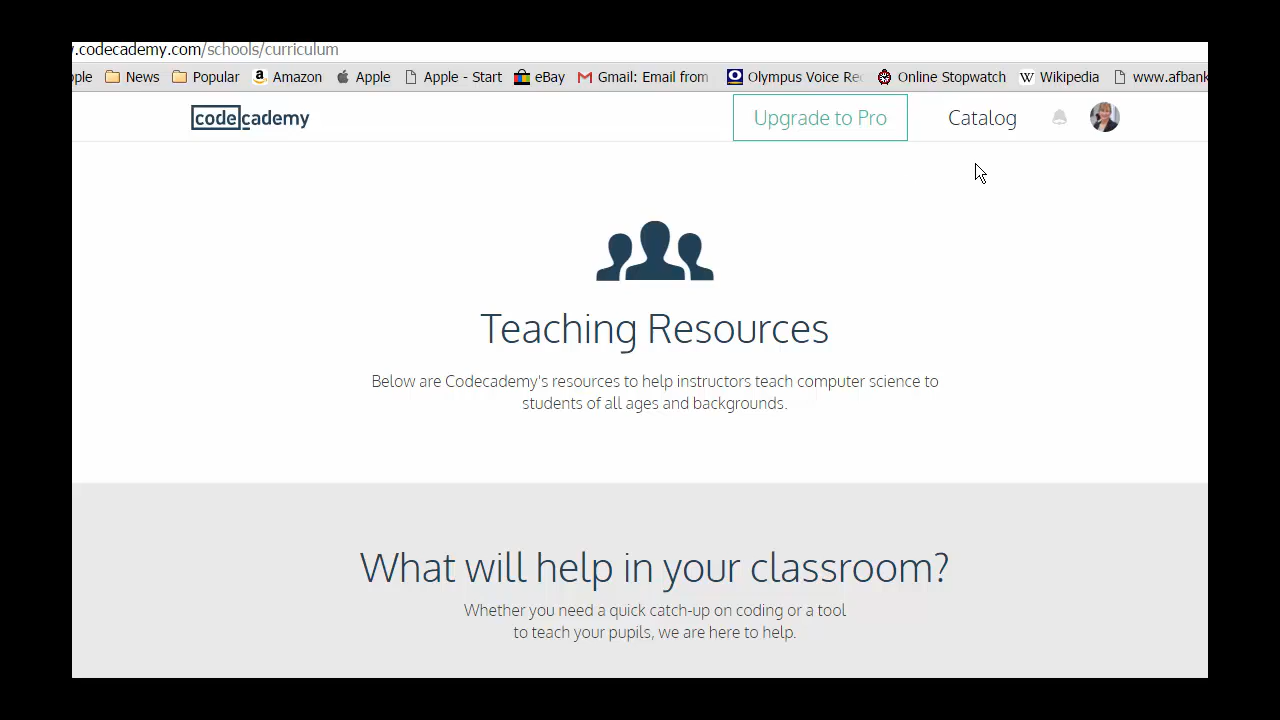 .codecademy.com/schools/curriculum
ple News Popular Amazon Apple Apple - Start eBay Gmail: Email from Olympus Voice Re Online Stopwatch Wikipedia www.afbank
codecademy Upgrade to Pro Catalog
Teaching Resources
Below are Codecademy's resources to help instructors teach computer science to
students of all ages and backgrounds.
What will help in your classroom?
Whether you need a quick catch-up on coding or a tool
to teach your pupils, we are here to help.